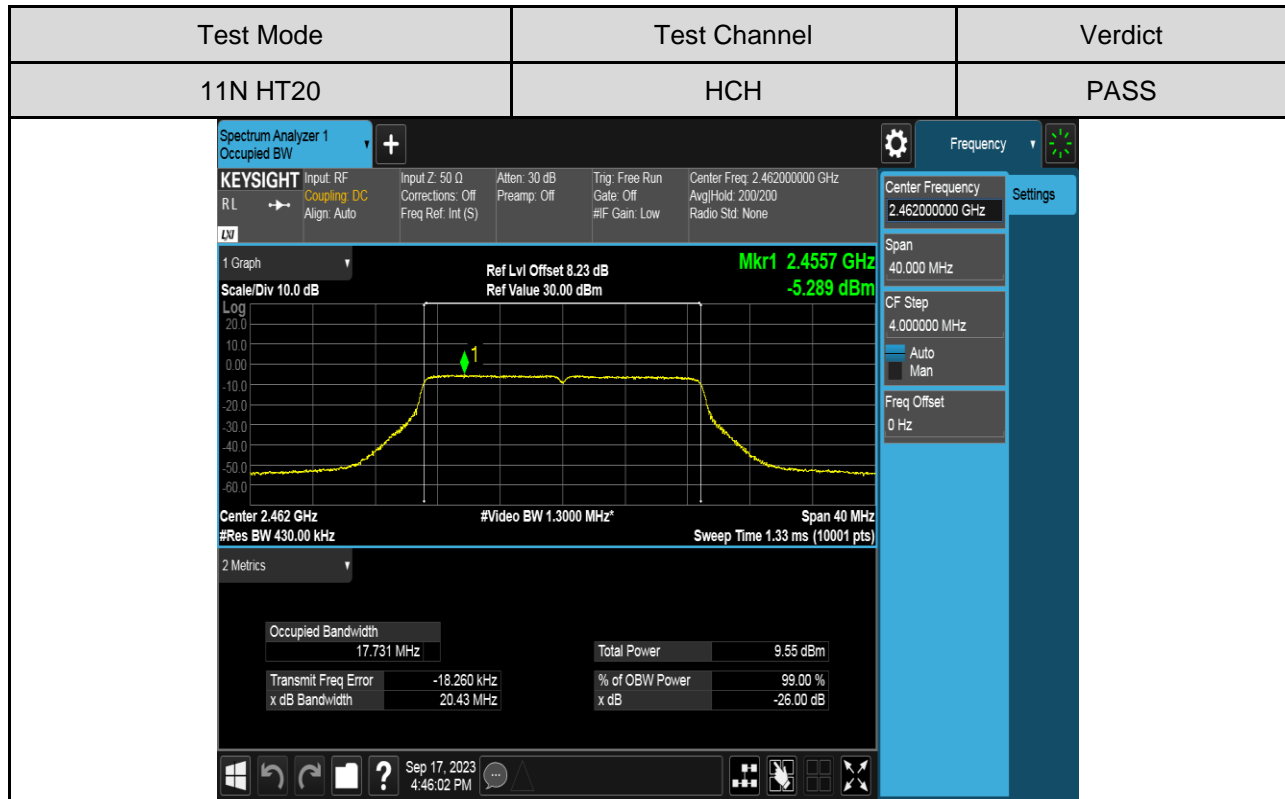 Test Mode Test Channel Verdict
11N HT20 HCH PASS
Spectrum Analyzer 1
Occupied BW
+
Frequency
KEYSIGHT
R L
LXI
Input: RF
Coupling: DC
Align: Auto
Input Z: 50 Ω
Corrections: Off
Freq Ref: Int (S)
Atten: 30 dB
Preamp: Off
Trig: Free Run
Gate: Off
#IF Gain: Low
Center Freq: 2.462000000 GHz
Avg|Hold: 200/200
Radio Std: None
Center Frequency
2.462000000 GHz
Settings
Span
40.000 MHz
CF Step
4.000000 MHz
Auto
Man
Freq Offset
0 Hz
1 Graph
Scale/Div 10.0 dB
Ref Lvl Offset 8.23 dB
Ref Value 30.00 dBm
Mkr1 2.4557 GHz
-5.289 dBm
Log
20.0
10.0
0.00
-10.0
-20.0
-30.0
-40.0
-50.0
-60.0
1
Center 2.462 GHz #Video BW 1.3000 MHz* Span 40 MHz
#Res BW 430.00 kHz Sweep Time 1.33 ms (10001 pts)
2 Metrics
Occupied Bandwidth
17.731 MHz
Total Power 9.55 dBm
Transmit Freq Error -18.260 kHz % of OBW Power 99.00 %
x dB Bandwidth 20.43 MHz x dB -26.00 dB
?
Sep 17, 2023
4:46:02 PM